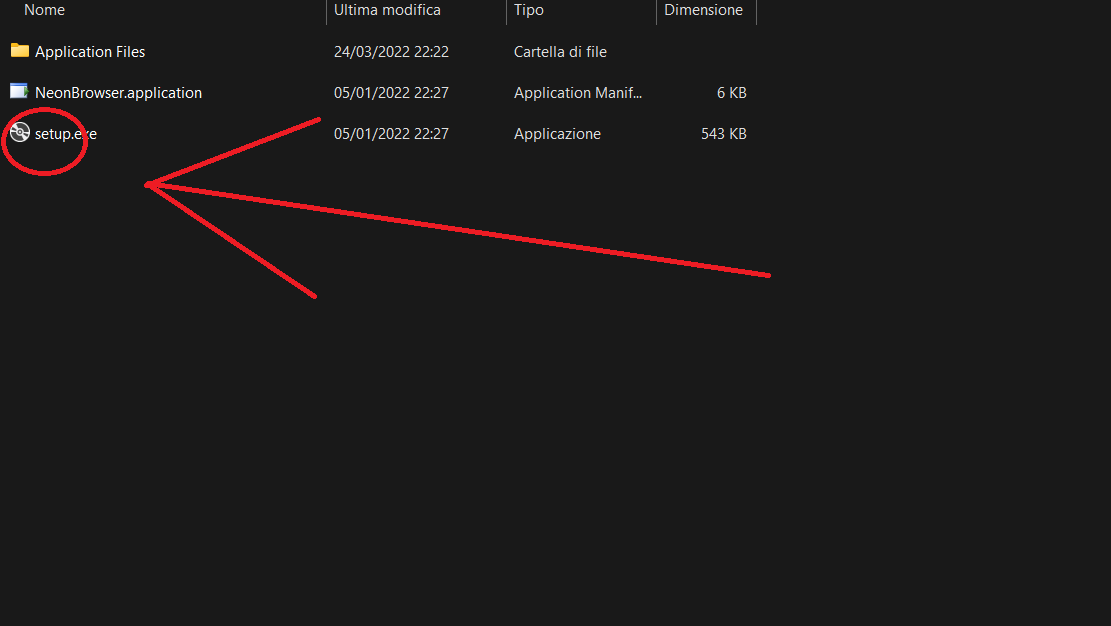 Nome Ultima modifica Tipo Dimensione
Application Files 24/03/2022 22:22 Cartella di file
NeonBrowser.application 05/01/2022 22:27 Application Manif... 6 KB
setup.exe 05/01/2022 22:27 Applicazione 543 KB